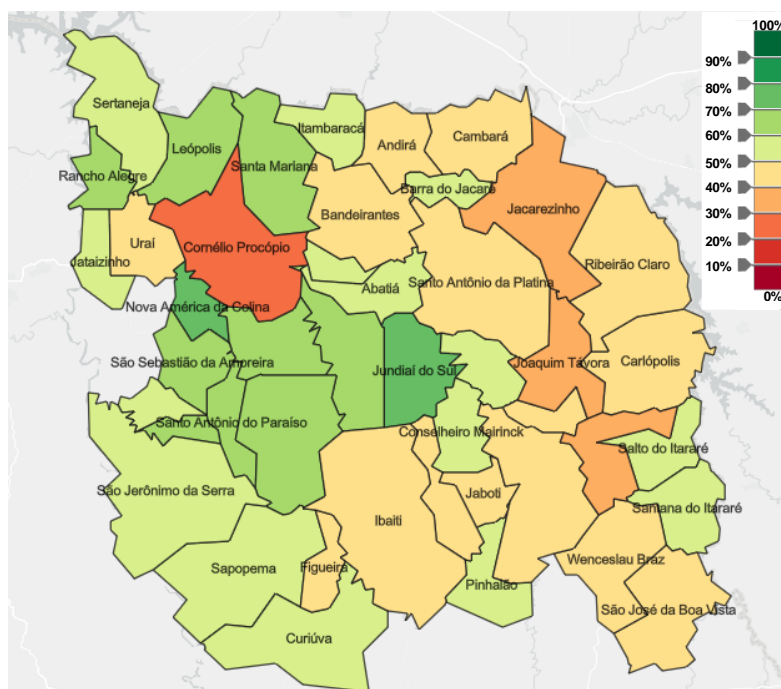 100%
90%
80%
70%
60%
50%
40%
30%
20%
10%
0%
Sertaneja
Itambaracá
Leópolis
Andirá
Cambará
Rancho Alegre
Santa Mariana
Barra do Jacaré
Jacarezinho
Bandeirantes
Uraí
Cornélio Procópio
Jataizinho
Ribeirão Claro
Abatiá
Santo Antônio da Platina
Nova América da Colina
São Sebastião da Amoreira
Jundiaí do Sul
Joaquim Távora
Carlópolis
Santo Antônio do Paraíso
Conselheiro Mairinck
Salto do Itararé
São Jerônimo da Serra
Jaboti
Santana do Itararé
Ibaiti
Sapopema
Figueira
Wenceslau Braz
Pinhalão
São José da Boa Vista
Curiúva